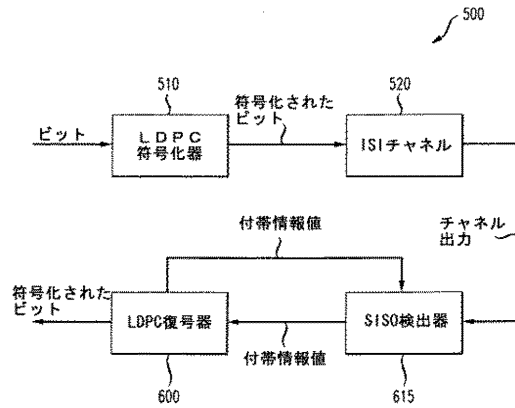 500
510
520
ビット
LDPC
符号化器
符号化された
ビット
ISIチャネル
付帯情報値
チャネル
出力
符号化された
ビット
LDPC復号器
付帯情報値
SISO検出器
600
615